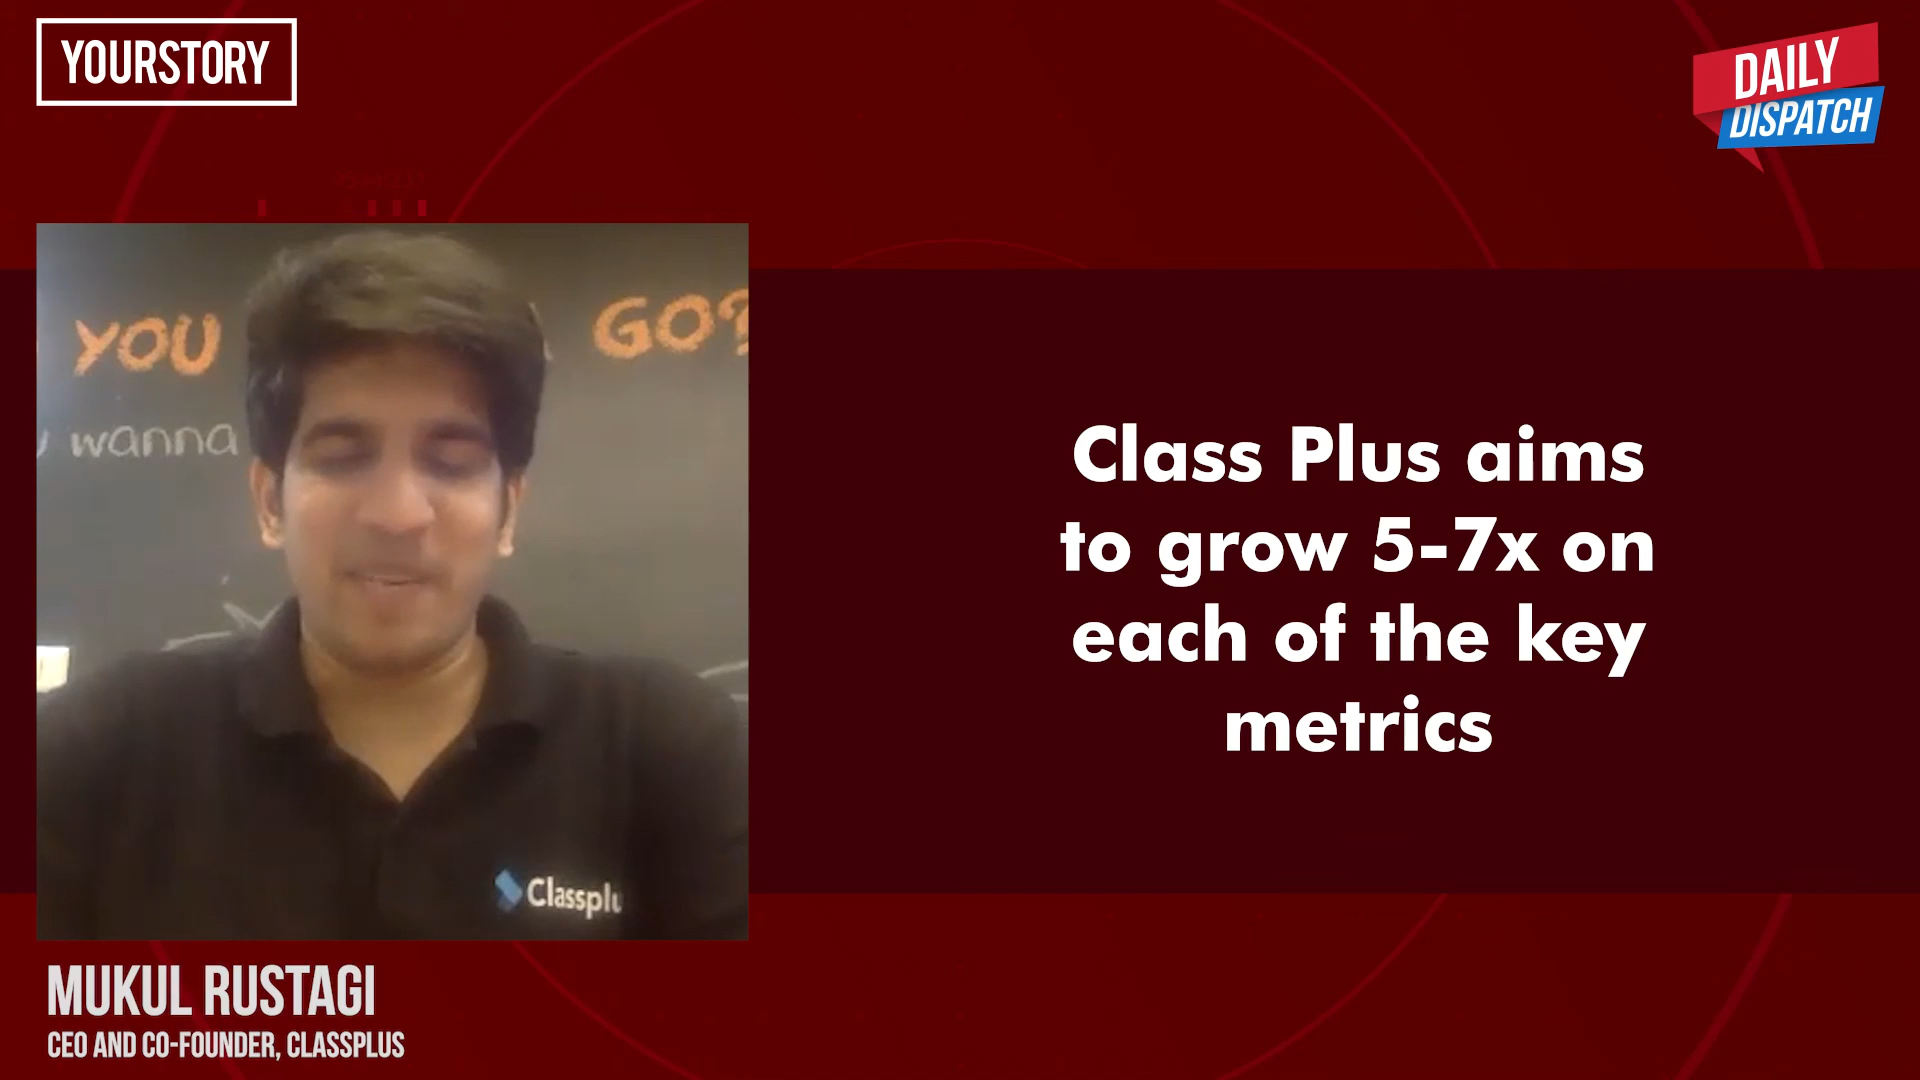 YOURSTORY
DAILY
DISPATCH
YOU
GO?
wanna
Classplu
Class Plus aims
to grow 5-7x on
each of the key
metrics
MUKUL RUSTAGI
CEO AND CO-FOUNDER, CLASSPLUS